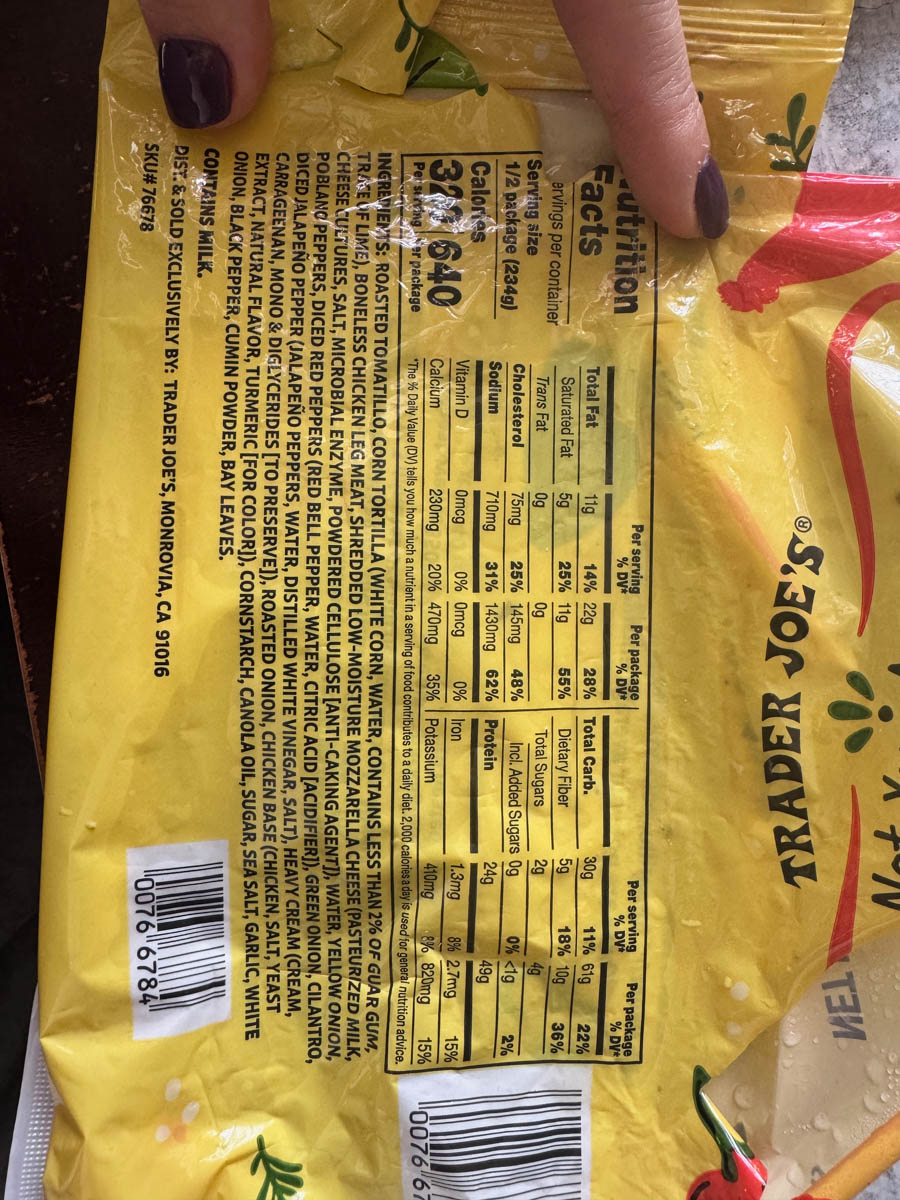 TRADER JOE'S®
NET
Nutrition
Facts
servings per container
Serving size
1/2 package (234g)
Calories
320 640
Per serving Per package
Per serving Per package
% DV* % DV*
Total Fat 11g 14% 22g 28%
Saturated Fat 5g 25% 11g 55%
Trans Fat 0g 0g
Cholesterol 75mg 25% 145mg 48%
Sodium 710mg 31% 1430mg 62%
Vitamin D 0mcg 0% 0mcg 0%
Calcium 230mg 20% 470mg 35%
Per serving Per package
% DV* % DV*
Total Carb. 30g 11% 61g 22%
Dietary Fiber 5g 18% 10g 36%
Total Sugars 2g 4g
Incl. Added Sugars 0g 0% <1g 2%
Protein 24g 49g
Iron 1.3mg 8% 2.7mg 15%
Potassium 410mg 8% 820mg 15%
*The % Daily Value (DV) tells you how much a nutrient in a serving of food contributes to a daily diet. 2,000 calories a day is used for general nutrition advice.
INGREDIENTS: ROASTED TOMATILLO, CORN TORTILLA (WHITE CORN, WATER, CONTAINS LESS THAN 2% OF GUAR GUM,
TRACE OF LIME), BONELESS CHICKEN LEG MEAT, SHREDDED LOW-MOISTURE MOZZARELLA CHEESE (PASTEURIZED MILK,
CHEESE CULTURES, SALT, MICROBIAL ENZYME, POWDERED CELLULOSE [ANTI-CAKING AGENT]), WATER, YELLOW ONION,
POBLANO PEPPERS, DICED RED PEPPERS (RED BELL PEPPER, WATER, CITRIC ACID [ACIDIFIER]), GREEN ONION, CILANTRO,
DICED JALAPEÑO PEPPER (JALAPEÑO PEPPERS, WATER, DISTILLED WHITE VINEGAR, SALT), HEAVY CREAM (CREAM,
CARRAGEENAN, MONO & DIGLYCERIDES [TO PRESERVE]), ROASTED ONION, CHICKEN BASE (CHICKEN, SALT, YEAST
EXTRACT, NATURAL FLAVOR, TURMERIC [FOR COLOR]), CORNSTARCH, CANOLA OIL, SUGAR, SEA SALT, GARLIC, WHITE
ONION, BLACK PEPPER, CUMIN POWDER, BAY LEAVES.
CONTAINS MILK.
DIST. & SOLD EXCLUSIVELY BY: TRADER JOE'S, MONROVIA, CA 91016
SKU# 76678
0076 6784
0076 67